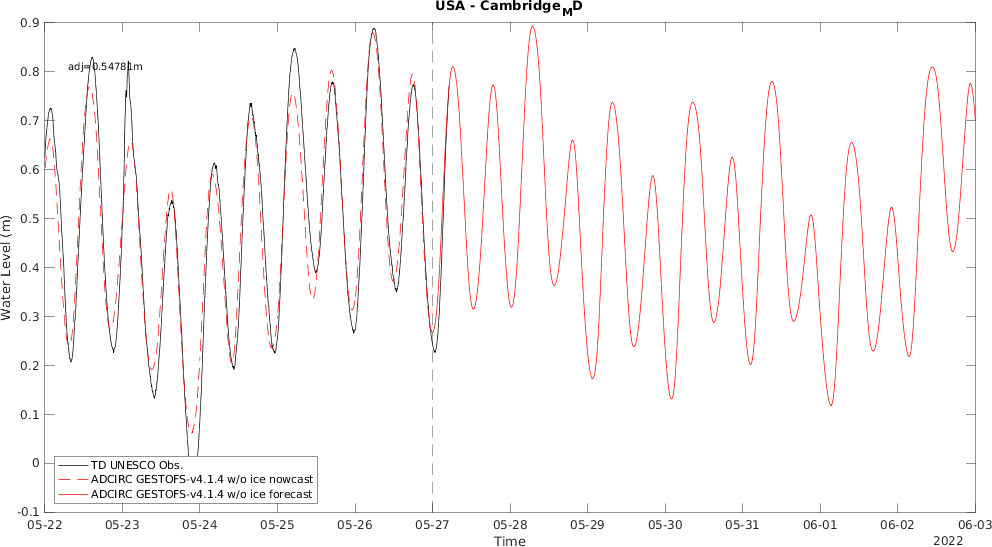 USA - Cambridge_MD
adj=0.54781m
0.9
0.8
0.7
0.6
0.5
0.4
0.3
0.2
0.1
0
-0.1
Water Level (m)
TD UNESCO Obs.
ADCIRC GESTOFS-v4.1.4 w/o ice nowcast
ADCIRC GESTOFS-v4.1.4 w/o ice forecast
05-22 05-23 05-24 05-25 05-26 05-27 05-28 05-29 05-30 05-31 06-01 06-02 06-03
Time
2022